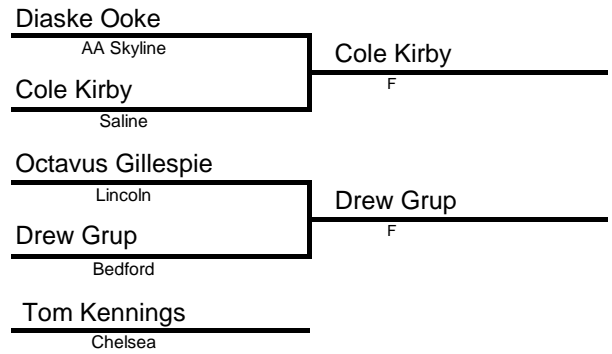 Diaske Ooke
AA Skyline
Cole Kirby
F
Cole Kirby
Saline
Octavus Gillespie
Lincoln
Drew Grup
F
Drew Grup
Bedford
Tom Kennings
Chelsea